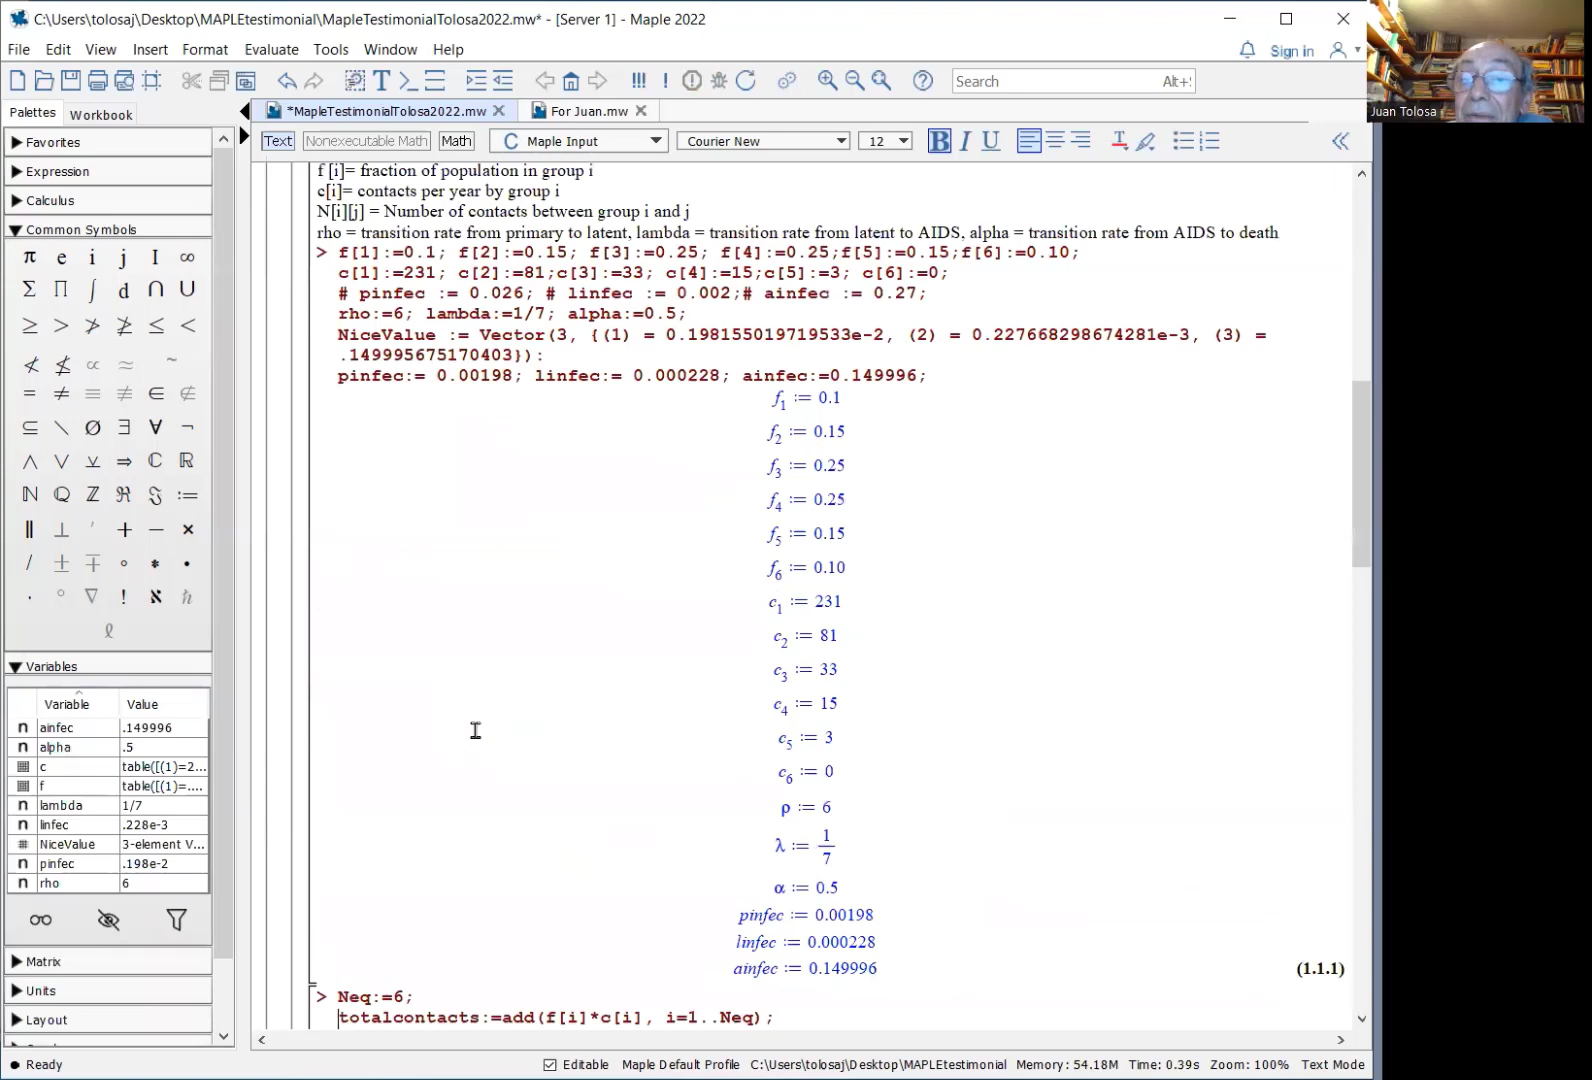 C:\Users\tolosaj\Desktop\MAPLEtestimonial\MapleTestimonialTolosa2022.mw* - [Server 1] - Maple 2022
File Edit View Insert Format Evaluate Tools Window Help
Sign in
Search Alt+S
Palettes Workbook
*MapleTestimonialTolosa2022.mw For Juan.mw
Juan Tolosa
Text Nonexecutable Math Math C Maple Input Courier New 12 B I U
Favorites
Expression
Calculus
Common Symbols
π e i j I ∞
Σ Π ∫ d ∩ U
≥ > ≯ ≱ ≤ <
≮ ≰ ∝ ≈ ~
= ≠ ≡ ≢ ∈ ∉
⊆ \ Ø ∃ ∀ ¬
∧ ∨ ⊻ ⇒ ℂ ℝ
ℕ ℚ ℤ ℜ ℑ :=
∥ ⊥ ′ + − ×
/ ± ∓ ∘ * •
· ° ∇ ! ℵ ℏ
ℓ
Variables
Variable Value
ainfec .149996
alpha .5
c table([(1)=2...
f table([(1)=....
lambda 1/7
linfec .228e-3
NiceValue 3-element V...
pinfec .198e-2
rho 6
Matrix
Units
Layout
f [i]= fraction of population in group i
c[i]= contacts per year by group i
N[i][j] = Number of contacts between group i and j
rho = transition rate from primary to latent, lambda = transition rate from latent to AIDS, alpha = transition rate from AIDS to death
> f[1]:=0.1; f[2]:=0.15; f[3]:=0.25; f[4]:=0.25;f[5]:=0.15;f[6]:=0.10;
c[1]:=231; c[2]:=81;c[3]:=33; c[4]:=15;c[5]:=3; c[6]:=0;
# pinfec := 0.026; # linfec := 0.002;# ainfec := 0.27;
rho:=6; lambda:=1/7; alpha:=0.5;
NiceValue := Vector(3, {(1) = 0.198155019719533e-2, (2) = 0.227668298674281e-3, (3) =
.149995675170403}):
pinfec:= 0.00198; linfec:= 0.000228; ainfec:=0.149996;
f1 := 0.1
f2 := 0.15
f3 := 0.25
f4 := 0.25
f5 := 0.15
f6 := 0.10
c1 := 231
c2 := 81
c3 := 33
c4 := 15
c5 := 3
c6 := 0
ρ := 6
λ := 1/7
α := 0.5
pinfec := 0.00198
linfec := 0.000228
ainfec := 0.149996
(1.1.1)
> Neq:=6;
totalcontacts:=add(f[i]*c[i], i=1..Neq);
Ready Editable Maple Default Profile C:\Users\tolosaj\Desktop\MAPLEtestimonial Memory: 54.18M Time: 0.39s Zoom: 100% Text Mode